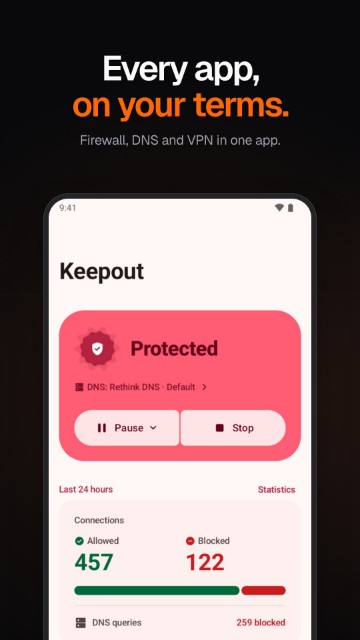 Every app,
on your terms.
Firewall, DNS and VPN in one app.
9:41
Keepout
Protected
DNS: Rethink DNS · Default
Pause
Stop
Last 24 hours
Statistics
Connections
Allowed
Blocked
457
122
DNS queries
259 blocked